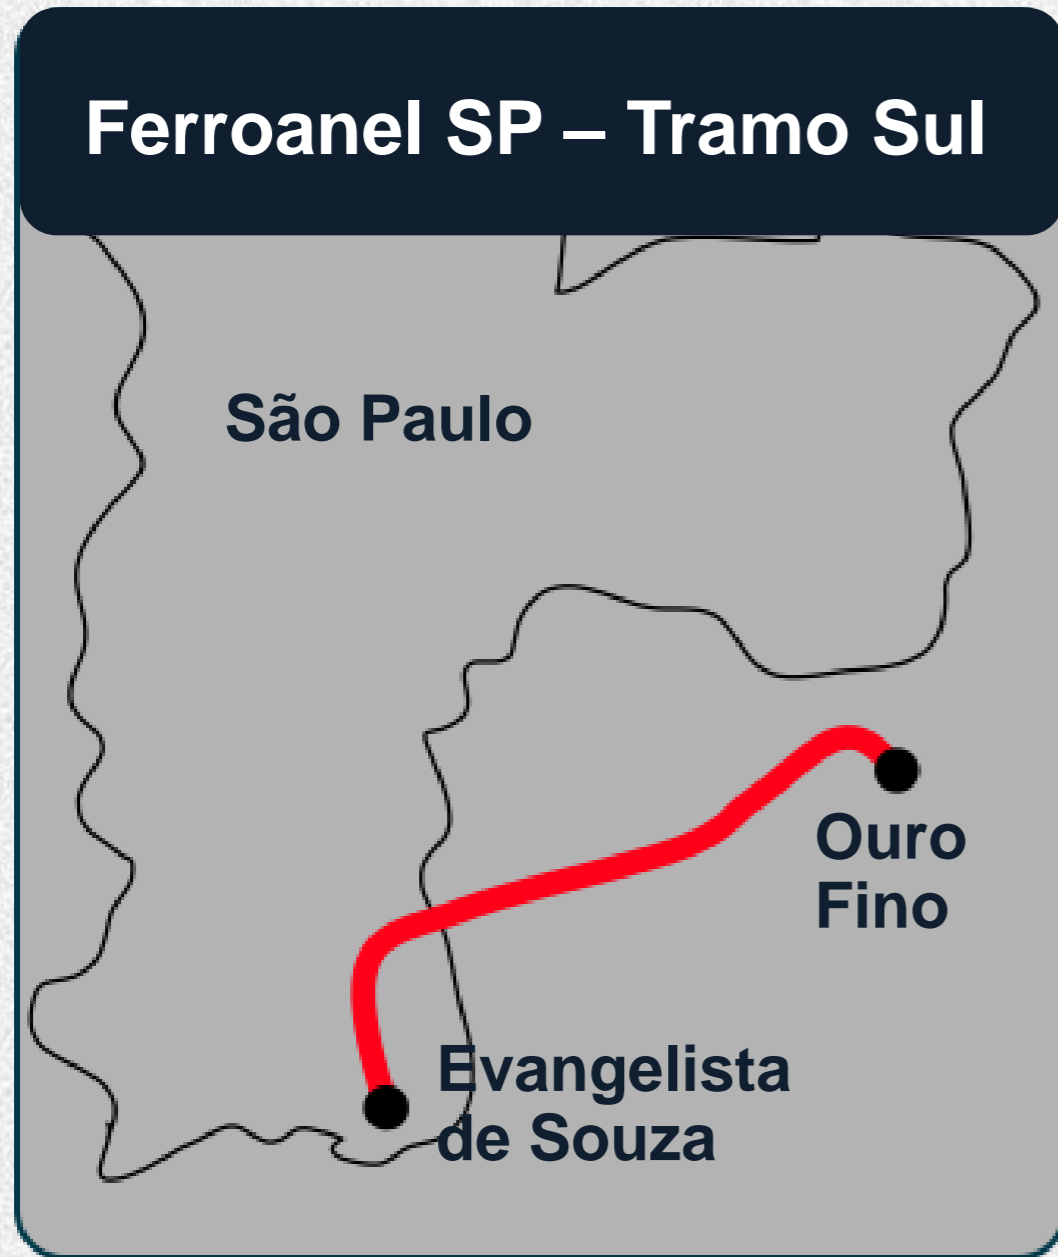 Ferroanel SP – Tramo Sul
São Paulo
Ouro
Fino
Evangelista
de Souza